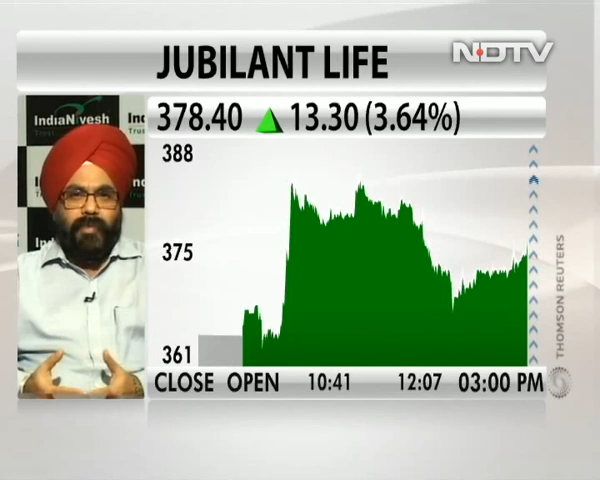 JUBILANT LIFE
NDTV
378.40 ▲ 13.30 (3.64%)
IndiaNivesh
Trust
388
375
361
CLOSE OPEN 10:41 12:07 03:00 PM
THOMSON REUTERS